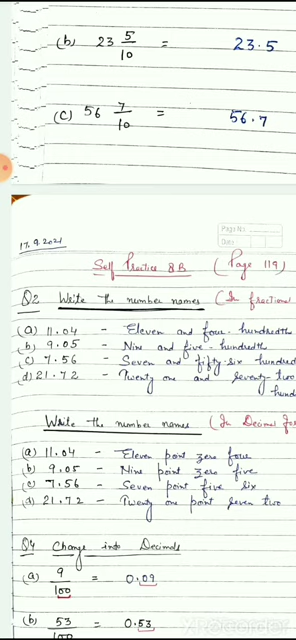 (b) 23 5/10 = 23.5
(c) 56 7/10 = 56.7
Page No.
Date
17.9.2021
Self Practice 8B (Page 119)
Q2 Write the number names (In fractional
(a) 11.04 - Eleven and four-hundredth
(b) 9.05 - Nine and five-hundredth
(c) 7.56 - Seven and fifty-six hundred
(d) 21.72 - Twenty one and seventy-two
hund
Write the number names (In Decimal for
(a) 11.04 - Eleven point zero four
(b) 9.05 - Nine point zero five
(c) 7.56 - Seven point five six
(d) 21.72 - Twenty one point seven two
Q4 Change into Decimals
(a) 9/100 = 0.09
(b) 53/100 = 0.53